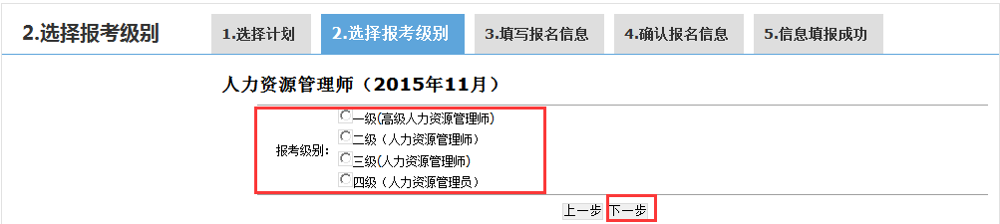 2.选择报考级别
1.选择计划 2.选择报考级别 3.填写报名信息 4.确认报名信息 5.信息填报成功
人力资源管理师（2015年11月）
一级(高级人力资源管理师)
二级（人力资源管理师）
报考级别：
三级(人力资源管理师)
四级（人力资源管理员）
上一步 下一步